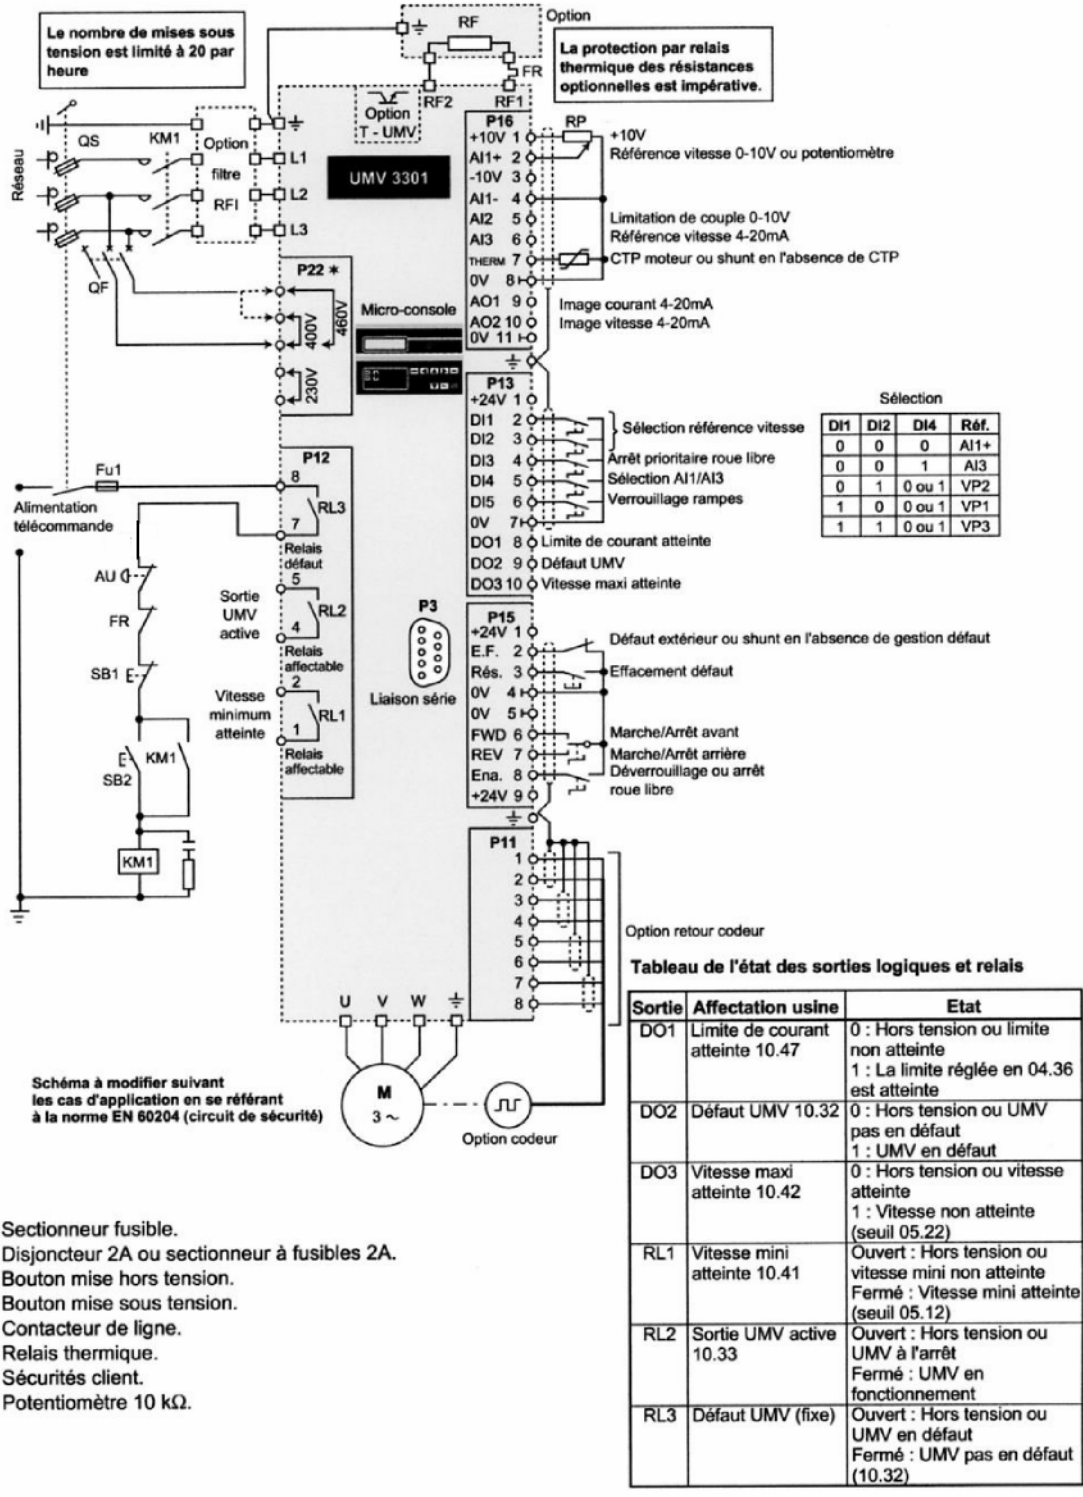 Le nombre de mises sous
tension est limité à 20 par
heure
RF
Option
La protection par relais
thermique des résistances
optionnelles est impérative.
FR
RF2
RF1
Option
T - UMV
QS
KM1
Option
filtre
RFI
Réseau
L1
L2
L3
QF
UMV 3301
P22 *
400V
460V
230V
Micro-console
P16
+10V 1
AI1+ 2
-10V 3
AI1- 4
AI2 5
AI3 6
THERM 7
0V 8
AO1 9
AO2 10
0V 11
RP
+10V
Référence vitesse 0-10V ou potentiomètre
Limitation de couple 0-10V
Référence vitesse 4-20mA
CTP moteur ou shunt en l'absence de CTP
Image courant 4-20mA
Image vitesse 4-20mA
P13
+24V 1
DI1 2
DI2 3
DI3 4
DI4 5
DI5 6
0V 7
DO1 8
DO2 9
DO3 10
Sélection référence vitesse
Arrêt prioritaire roue libre
Sélection AI1/AI3
Verrouillage rampes
Limite de courant atteinte
Défaut UMV
Vitesse maxi atteinte
Sélection
DI1 DI2 DI4 Réf.
0 0 0 AI1+
0 0 1 AI3
0 1 0 ou 1 VP2
1 0 0 ou 1 VP1
1 1 0 ou 1 VP3
P12
8
RL3
7
Relais
défaut
5
RL2
4
Relais
affectable
2
RL1
1
Relais
affectable
Fu1
Alimentation
télécommande
AU
FR
SB1
SB2
KM1
KM1
Sortie
UMV
active
Vitesse
minimum
atteinte
P3
Liaison série
P15
+24V 1
E.F. 2
Rés. 3
0V 4
0V 5
FWD 6
REV 7
Ena. 8
+24V 9
Défaut extérieur ou shunt en l'absence de gestion défaut
Effacement défaut
Marche/Arrêt avant
Marche/Arrêt arrière
Déverrouillage ou arrêt
roue libre
P11
1
2
3
4
5
6
7
8
Option retour codeur
U V W
M
3 ~
Option codeur
Schéma à modifier suivant
les cas d'application en se référant
à la norme EN 60204 (circuit de sécurité)
Tableau de l'état des sorties logiques et relais
Sortie Affectation usine Etat
DO1 Limite de courant atteinte 10.47
0 : Hors tension ou limite
non atteinte
1 : La limite réglée en 04.36
est atteinte
DO2 Défaut UMV 10.32
0 : Hors tension ou UMV
pas en défaut
1 : UMV en défaut
DO3 Vitesse maxi atteinte 10.42
0 : Hors tension ou vitesse
atteinte
1 : Vitesse non atteinte
(seuil 05.22)
RL1 Vitesse mini atteinte 10.41
Ouvert : Hors tension ou
vitesse mini non atteinte
Fermé : Vitesse mini atteinte
(seuil 05.12)
RL2 Sortie UMV active 10.33
Ouvert : Hors tension ou
UMV à l'arrêt
Fermé : UMV en
fonctionnement
RL3 Défaut UMV (fixe)
Ouvert : Hors tension ou
UMV en défaut
Fermé : UMV pas en défaut
(10.32)
Sectionneur fusible.
Disjoncteur 2A ou sectionneur à fusibles 2A.
Bouton mise hors tension.
Bouton mise sous tension.
Contacteur de ligne.
Relais thermique.
Sécurités client.
Potentiomètre 10 kΩ.